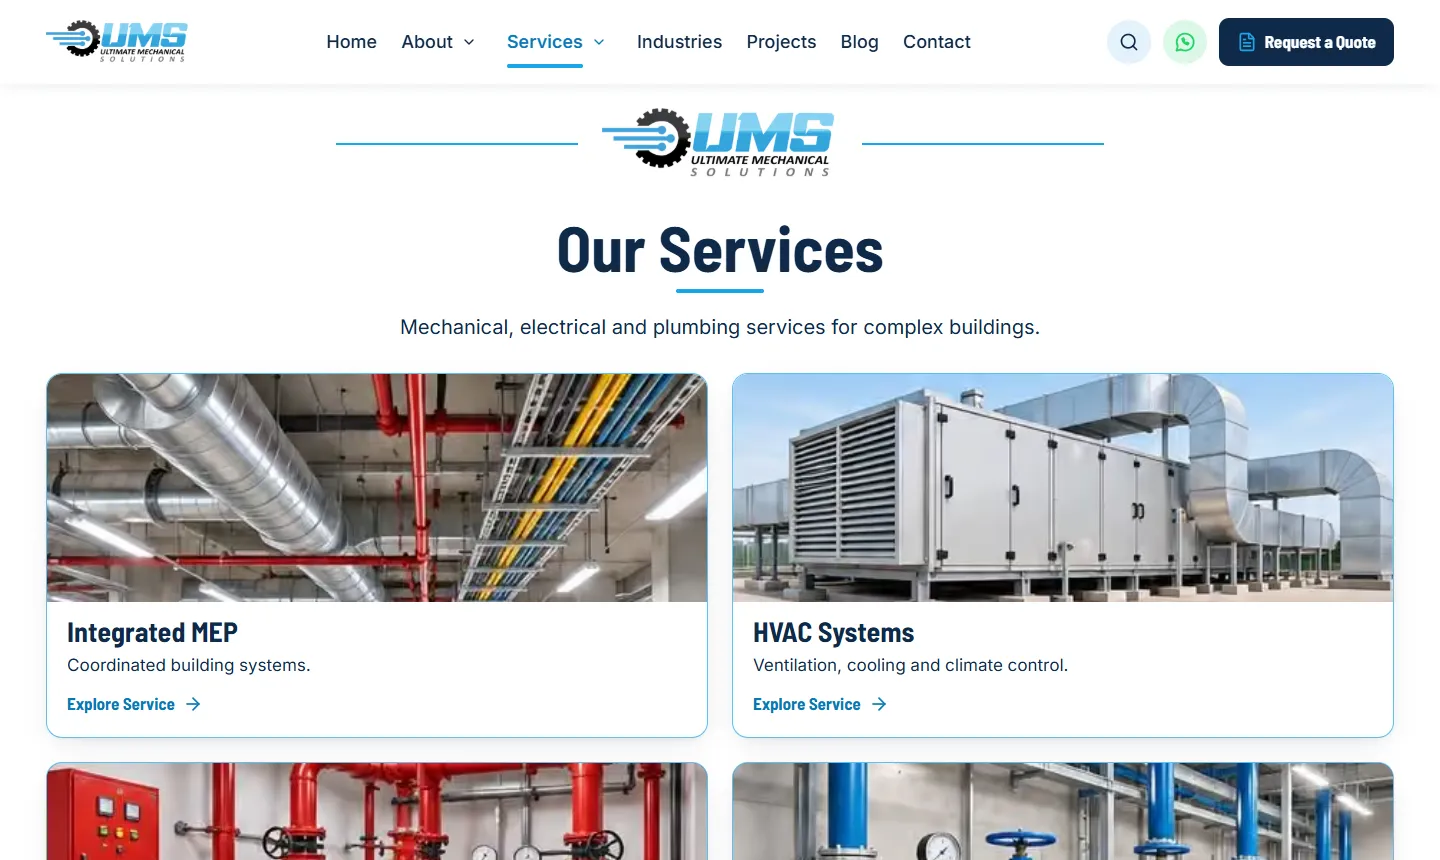 UMS
ULTIMATE MECHANICAL
SOLUTIONS
Home
About
Services
Industries
Projects
Blog
Contact
Request a Quote
UMS
ULTIMATE MECHANICAL
SOLUTIONS
Our Services
Mechanical, electrical and plumbing services for complex buildings.
Integrated MEP
Coordinated building systems.
Explore Service
HVAC Systems
Ventilation, cooling and climate control.
Explore Service